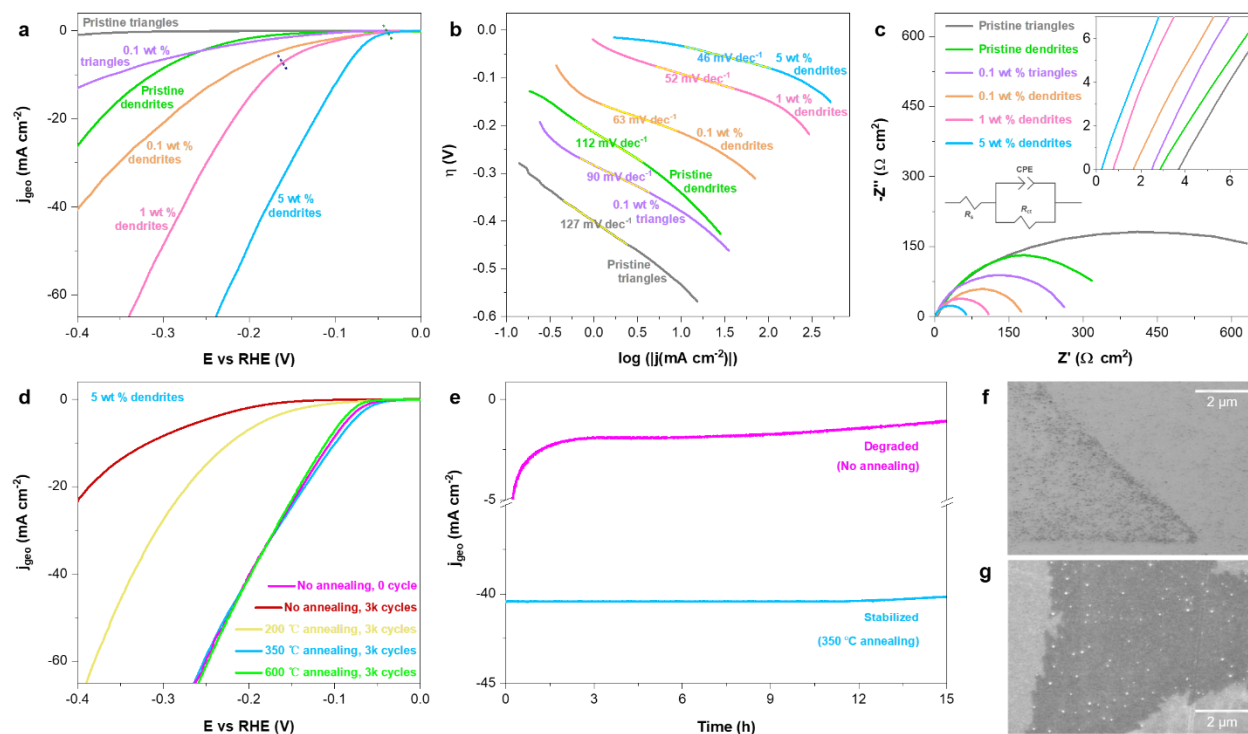 a
Pristine triangles
0.1 wt %
triangles
Pristine
dendrites
0.1 wt %
dendrites
1 wt %
dendrites
5 wt %
dendrites
0
-20
-40
-60
-0.4
-0.3
-0.2
-0.1
0.0
j_geo (mA cm⁻²)
E vs RHE (V)
b
46 mV dec⁻¹
5 wt %
dendrites
52 mV dec⁻¹
1 wt %
dendrites
63 mV dec⁻¹
0.1 wt %
dendrites
112 mV dec⁻¹
Pristine
dendrites
90 mV dec⁻¹
0.1 wt %
triangles
127 mV dec⁻¹
Pristine
triangles
0.0
-0.1
-0.2
-0.3
-0.4
-0.5
-0.6
-1.0
-0.5
0.0
0.5
1.0
1.5
2.0
2.5
3.0
η (V)
log (|j(mA cm⁻²)|)
c
Pristine triangles
Pristine dendrites
0.1 wt % triangles
0.1 wt % dendrites
1 wt % dendrites
5 wt % dendrites
6
4
2
0
0
2
4
6
CPE
R_s
R_ct
-600
-450
-300
-150
0
0
150
300
450
600
-Z'' (Ω cm²)
Z' (Ω cm²)
d
5 wt % dendrites
No annealing, 0 cycle
No annealing, 3k cycles
200 ℃ annealing, 3k cycles
350 ℃ annealing, 3k cycles
600 ℃ annealing, 3k cycles
0
-20
-40
-60
-0.4
-0.3
-0.2
-0.1
0.0
j_geo (mA cm⁻²)
E vs RHE (V)
e
Degraded
(No annealing)
Stabilized
(350 °C annealing)
0
-5
-40
-45
0
3
6
9
12
15
j_geo (mA cm⁻²)
Time (h)
f
2 µm
g
2 µm